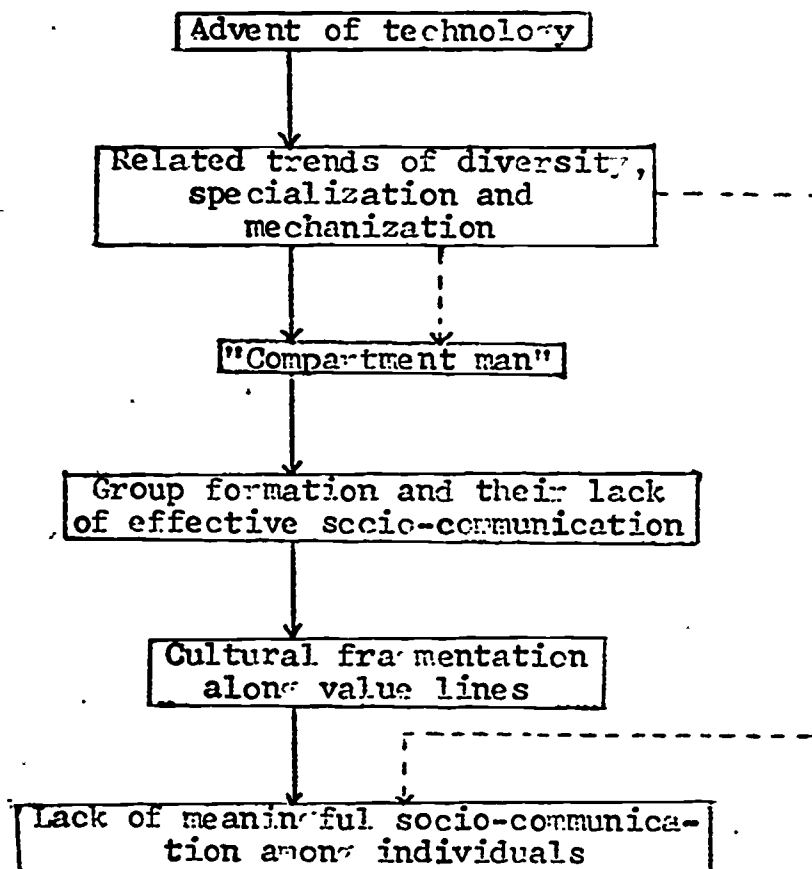 Advent of technology
Related trends of diversity,
specialization and
mechanization
"Compartment man"
Group formation and their lack
of effective socio-communication
Cultural fragmentation
along value lines
Lack of meaningful socio-communica-
tion among individuals